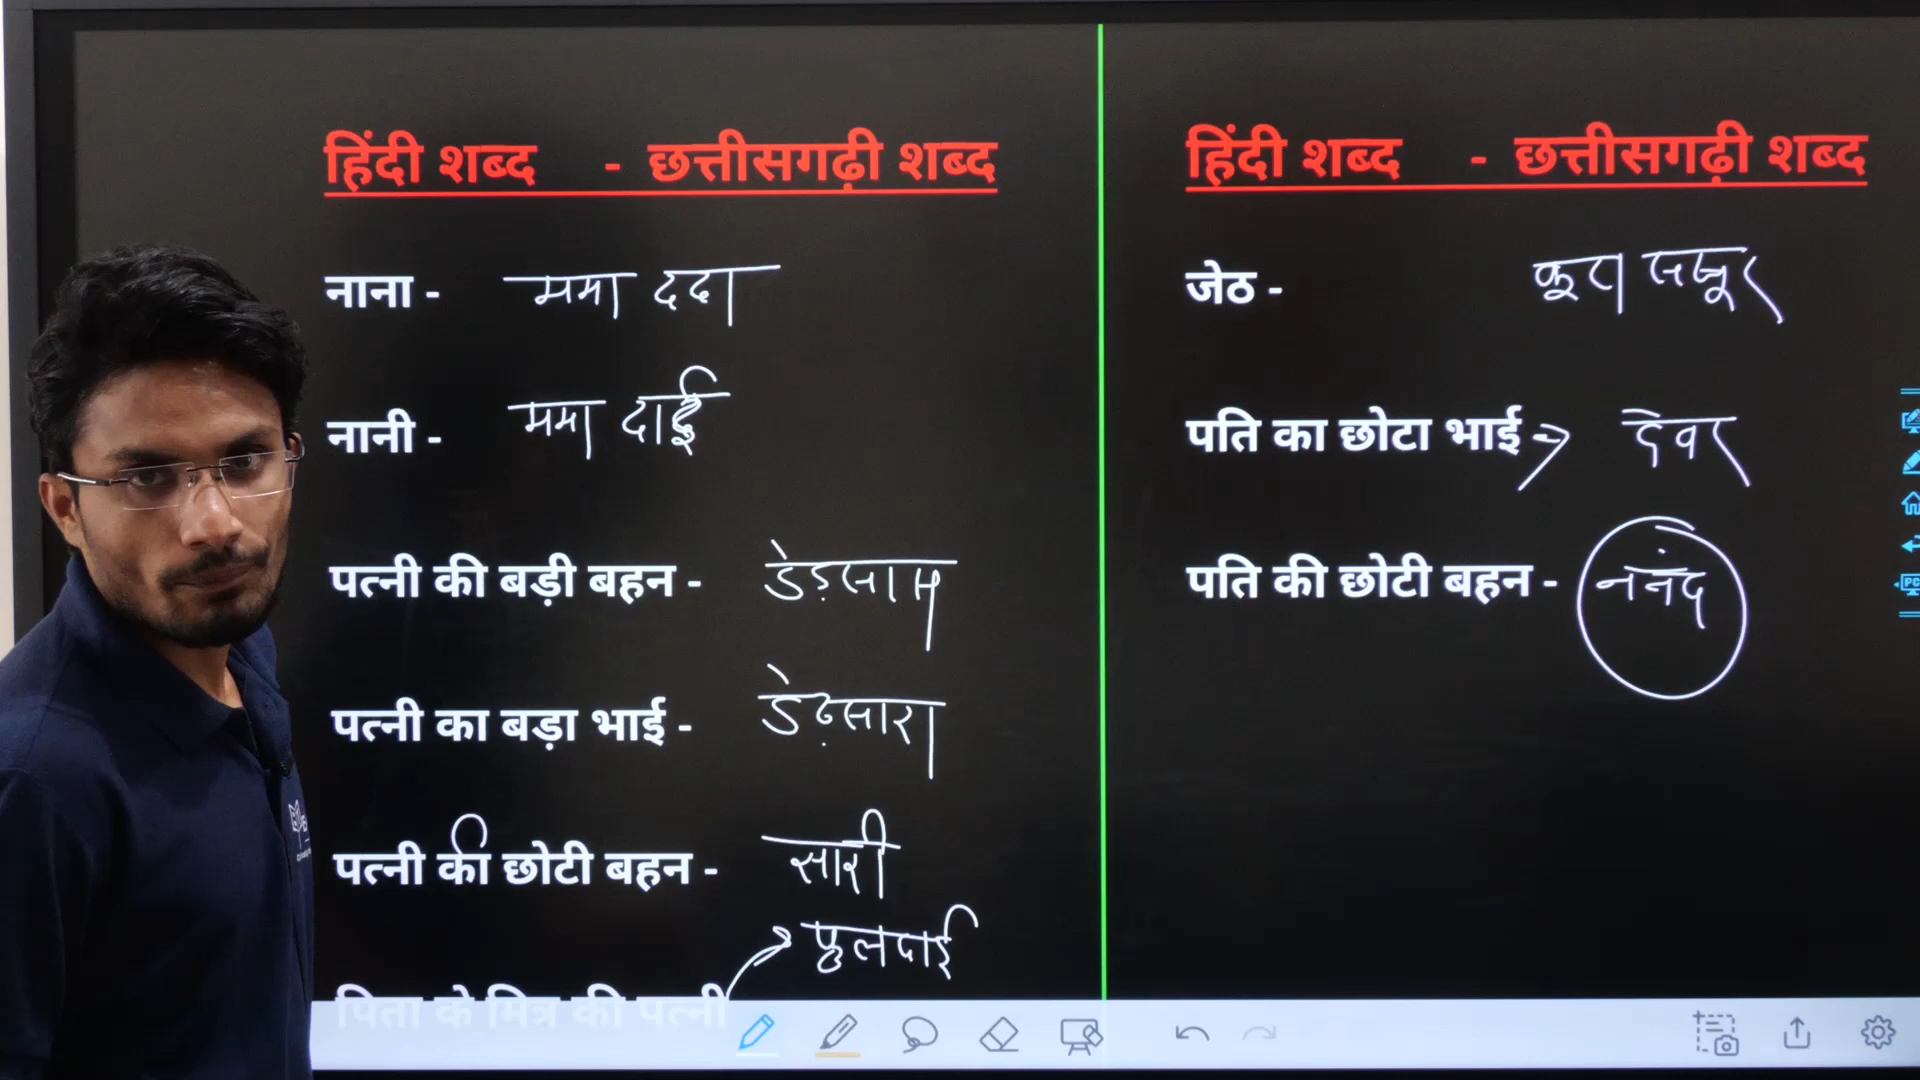 हिंदी शब्द - छत्तीसगढ़ी शब्द
नाना - ममा ददा
नानी - ममा दाई
पत्नी की बड़ी बहन - डेड़सास
पत्नी का बड़ा भाई - डेढ़सारा
पत्नी की छोटी बहन - सारी
फुलदाई
पिता के मित्र की पत्नी
हिंदी शब्द - छत्तीसगढ़ी शब्द
जेठ - कुरा ससुर
पति का छोटा भाई - देवर
पति की छोटी बहन - ननंद